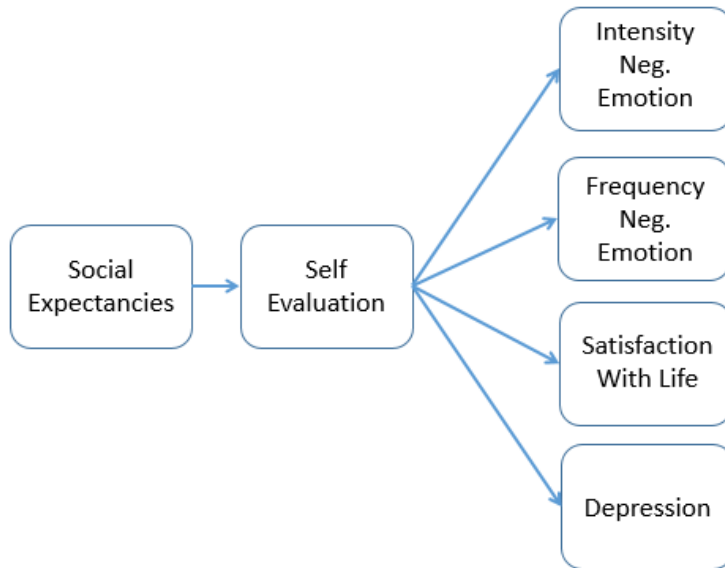 Social
Expectancies
Self
Evaluation
Intensity
Neg.
Emotion
Frequency
Neg.
Emotion
Satisfaction
With Life
Depression